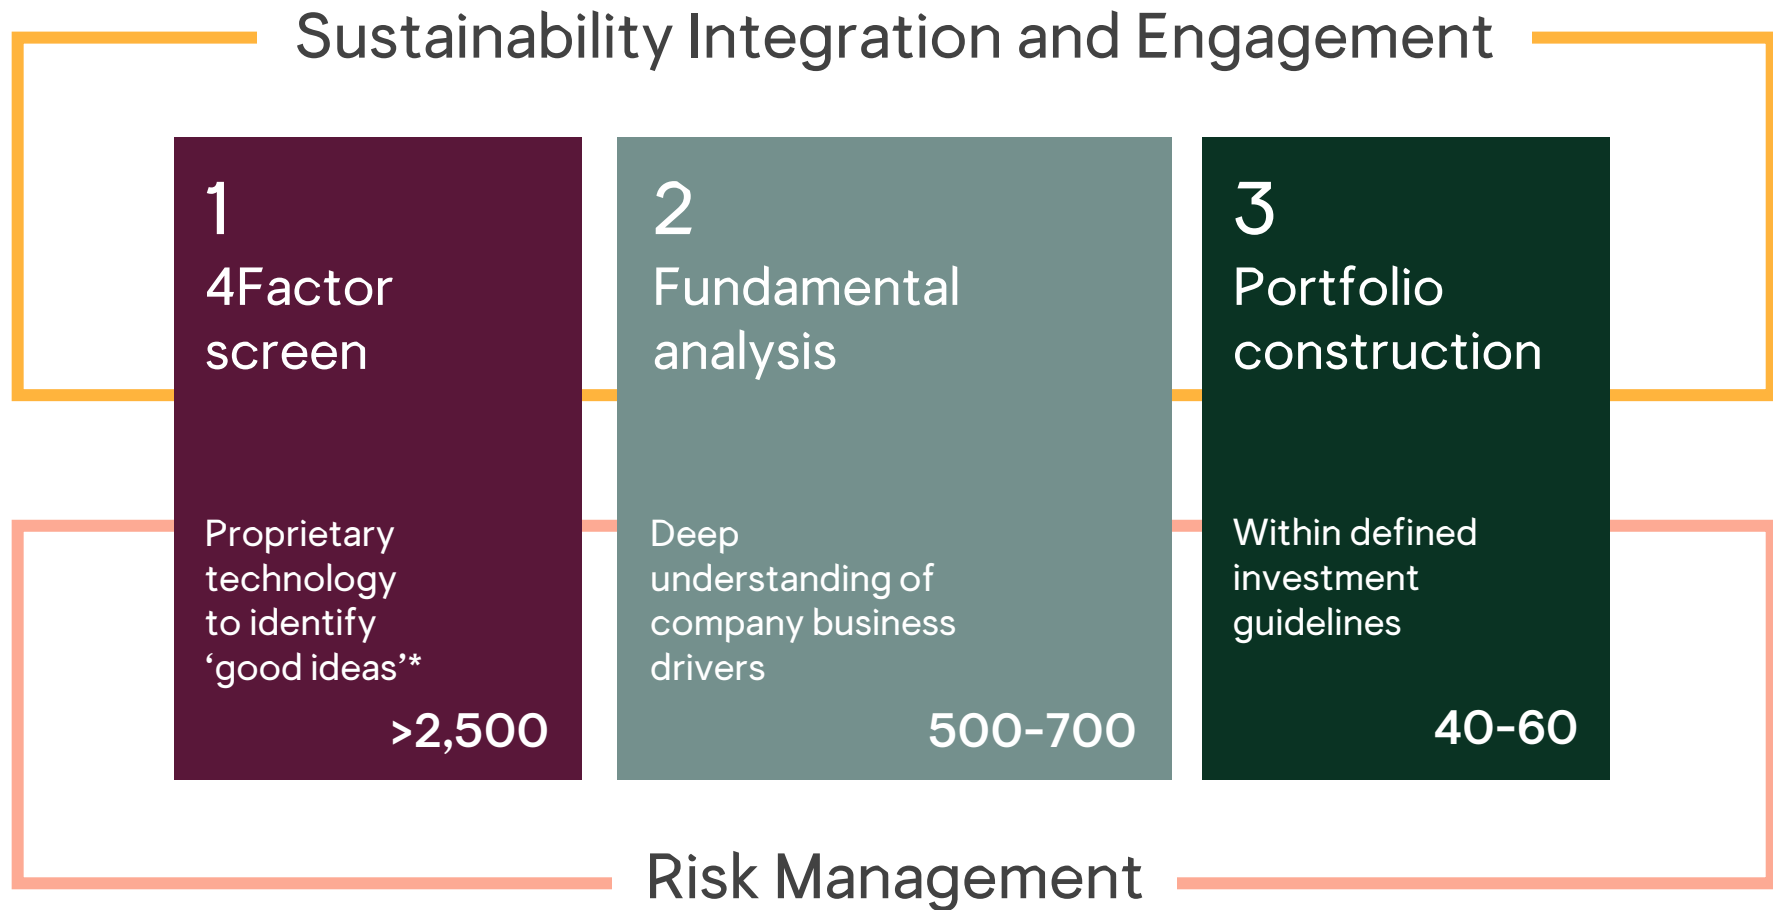 Sustainability Integration and Engagement
1
4Factor
screen
Proprietary
technology
to identify
‘good ideas’*
>2,500
2
Fundamental
analysis
Deep
understanding of
company business
drivers
500-700
3
Portfolio
construction
Within defined
investment
guidelines
40-60
Risk Management